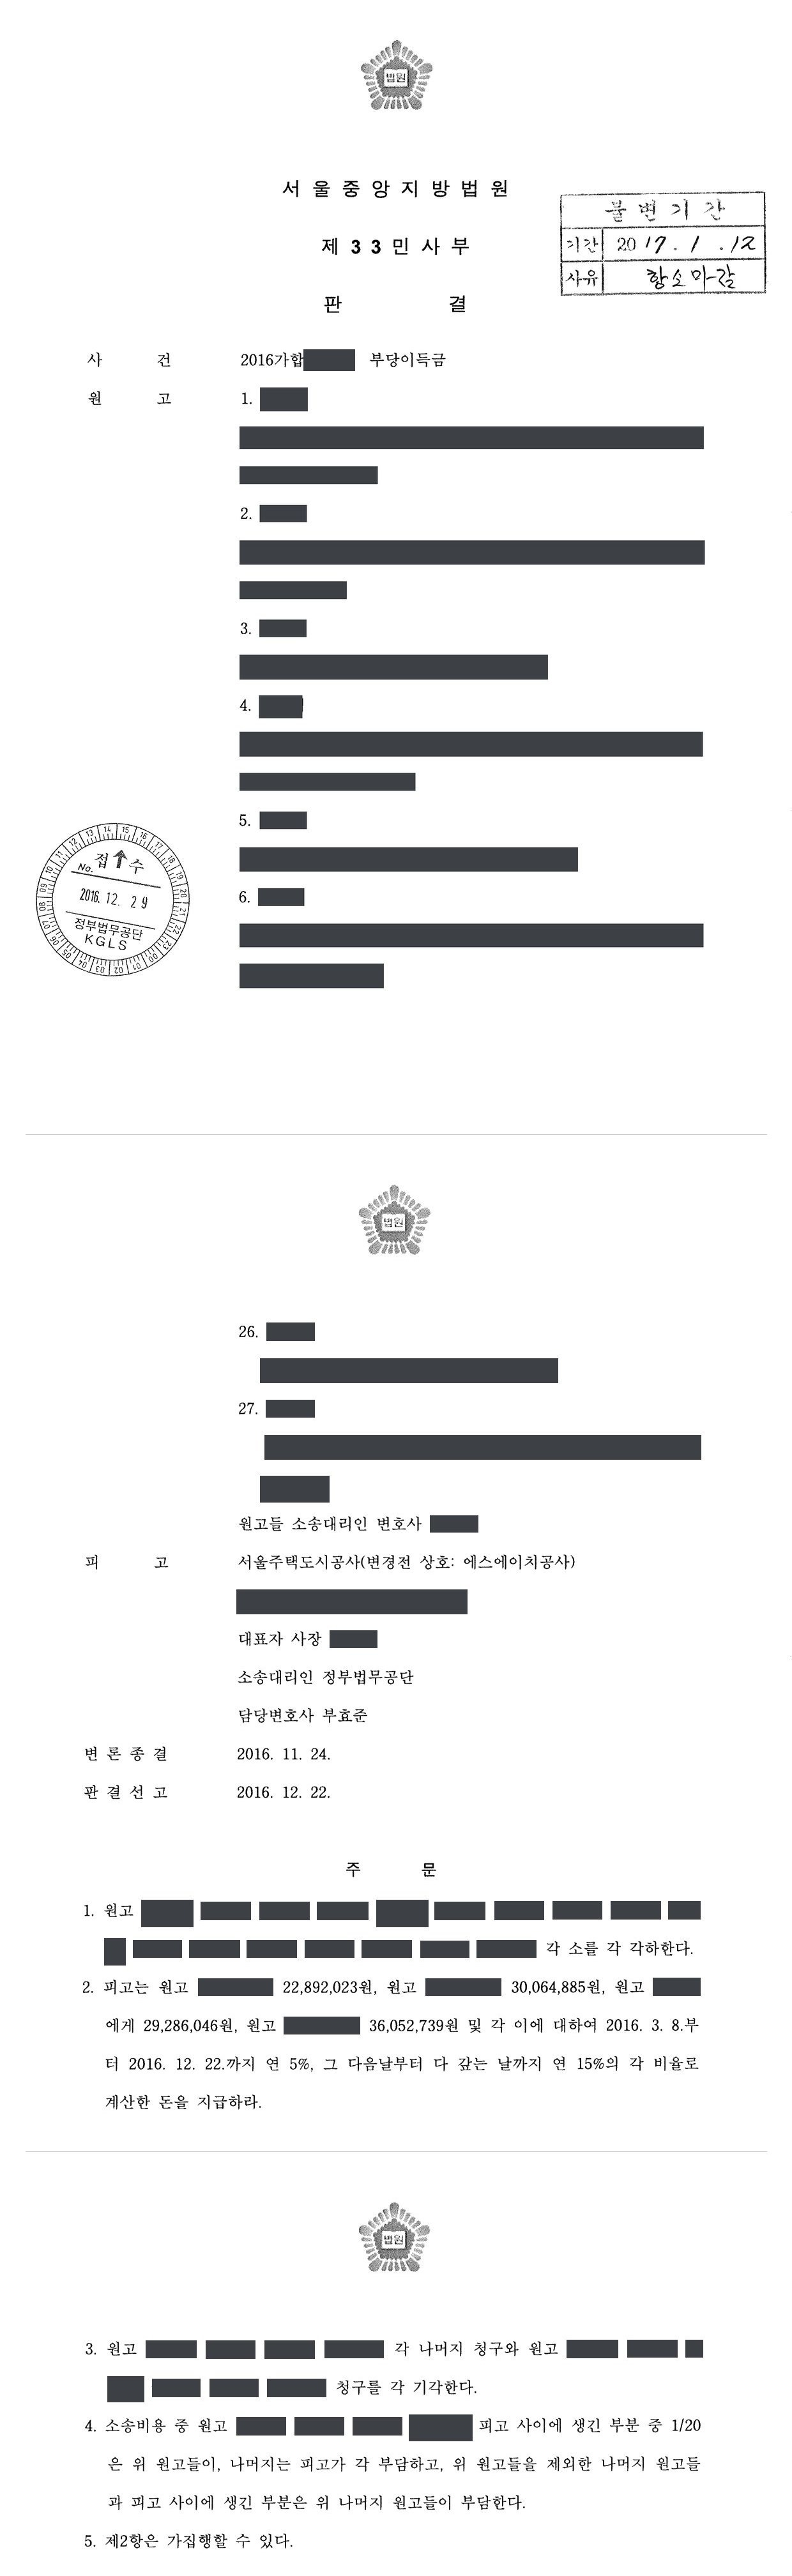 법원
서울중앙지방법원
불변기간
제33민사부
기간 2017. 1. 12
사유 항소마감
판 결
사 건 2016가합 부당이득금
원 고 1.
2.
3.
4.
5.
6.
접수
No.
2016. 12. 29
정부법무공단
KGLS
법원
26.
27.
원고들 소송대리인 변호사
피 고 서울주택도시공사(변경전 상호: 에스에이치공사)
대표자 사장
소송대리인 정부법무공단
담당변호사 부효준
변론종결 2016. 11. 24.
판결선고 2016. 12. 22.
주 문
1. 원고
각 소를 각 각하한다.
2. 피고는 원고 22,892,023원, 원고 30,064,885원, 원고
에게 29,286,046원, 원고 36,052,739원 및 각 이에 대하여 2016. 3. 8.부
터 2016. 12. 22.까지 연 5%, 그 다음날부터 다 갚는 날까지 연 15%의 각 비율로
계산한 돈을 지급하라.
법원
3. 원고 각 나머지 청구와 원고
청구를 각 기각한다.
4. 소송비용 중 원고 피고 사이에 생긴 부분 중 1/20
은 위 원고들이, 나머지는 피고가 각 부담하고, 위 원고들을 제외한 나머지 원고들
과 피고 사이에 생긴 부분은 위 나머지 원고들이 부담한다.
5. 제2항은 가집행할 수 있다.